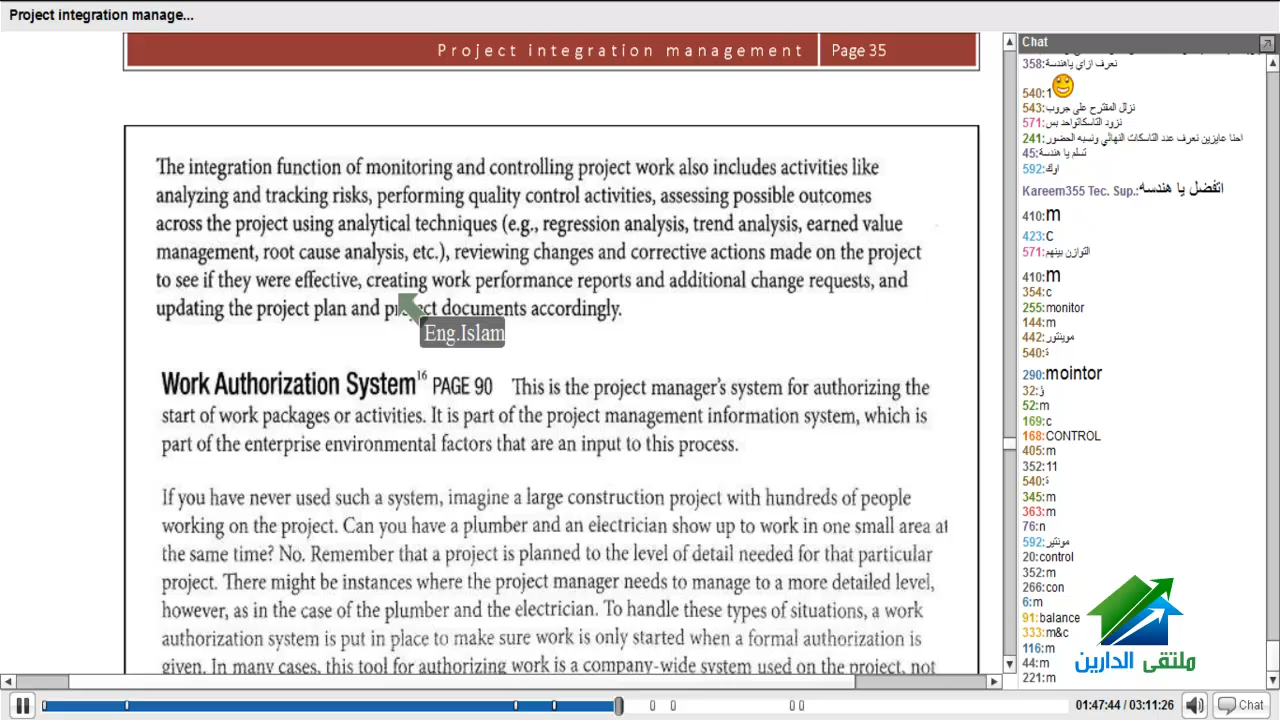 Project integration manage...
Project integration management
Page 35
The integration function of monitoring and controlling project work also includes activities like
analyzing and tracking risks, performing quality control activities, assessing possible outcomes
across the project using analytical techniques (e.g., regression analysis, trend analysis, earned value
management, root cause analysis, etc.), reviewing changes and corrective actions made on the project
to see if they were effective, creating work performance reports and additional change requests, and
updating the project plan and project documents accordingly.
Eng.Islam
Work Authorization System16 PAGE 90 This is the project manager's system for authorizing the
start of work packages or activities. It is part of the project management information system, which is
part of the enterprise environmental factors that are an input to this process.
If you have never used such a system, imagine a large construction project with hundreds of people
working on the project. Can you have a plumber and an electrician show up to work in one small area at
the same time? No. Remember that a project is planned to the level of detail needed for that particular
project. There might be instances where the project manager needs to manage to a more detailed level,
however, as in the case of the plumber and the electrician. To handle these types of situations, a work
authorization system is put in place to make sure work is only started when a formal authorization is
given. In many cases, this tool for authorizing work is a company-wide system used on the project, not
Chat
358: نعرف ازاي ياهندسة
540:1
543: نزال المقترح على جروب
571: نزود التاسكاتواحد بس
241: احنا عايزين نعرف عدد التاسكات النهائي ونسبه الحضور
45: تسلم يا هندسة
592: اوك
Kareem355 Tec. Sup.: اتفضل يا هندسه
410:m
423:C
571: التوازن بينهم
410:m
354:c
255:monitor
144:m
442: موينتور
540: ة
290:mointor
32: ؤ
52:m
169:c
168:CONTROL
405:m
352:11
540: ة
345:m
363:m
76:n
592: مونتير
20:control
352:m
266:con
6:m
91:balance
333:m&c
116:m
44:m
221:m
ملتقى الدارين
01:47:44 / 03:11:26
Chat